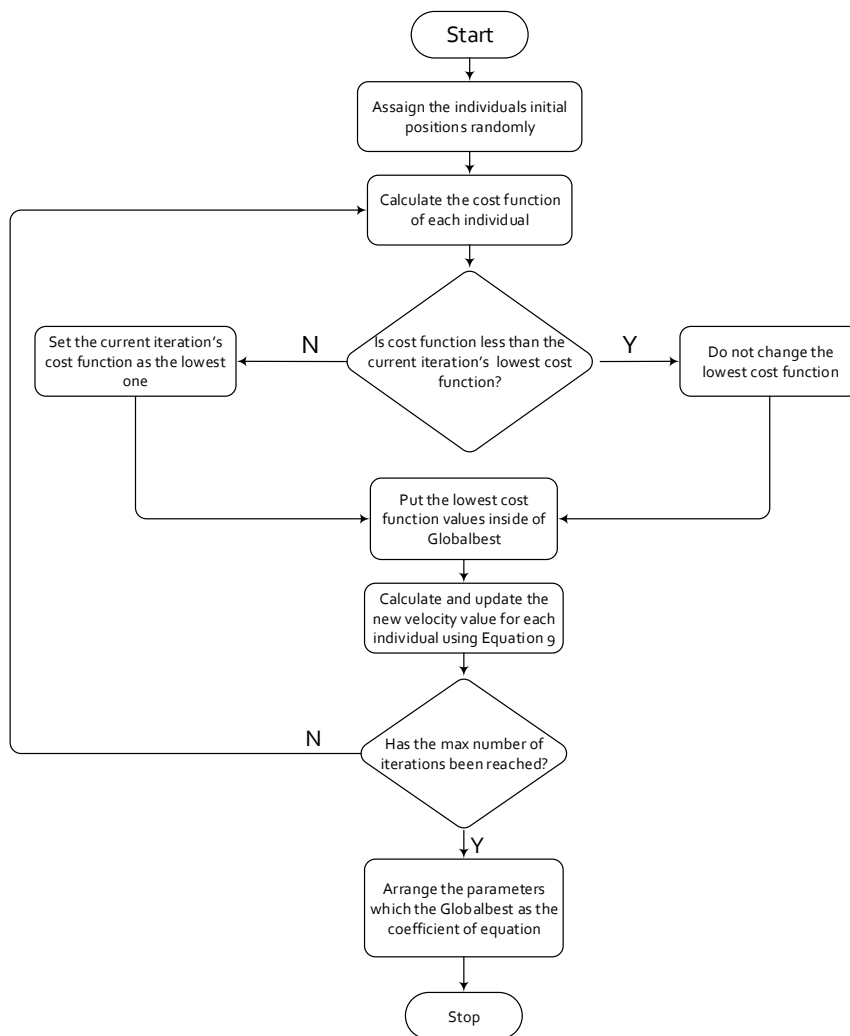 Start
Assaign the individuals initial
positions randomly
Calculate the cost function
of each individual
Is cost function less than the
current iteration's lowest cost
function?
N
Y
Set the current iteration's
cost function as the lowest
one
Do not change the
lowest cost function
Put the lowest cost
function values inside of
Globalbest
Calculate and update the
new velocity value for each
individual using Equation 9
Has the max number of
iterations been reached?
N
Y
Arrange the parameters
which the Globalbest as the
coefficient of equation
Stop